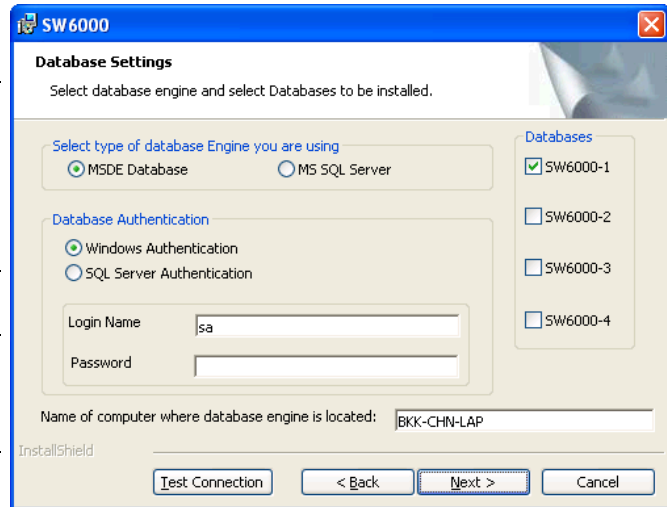 SW6000
Database Settings
Select database engine and select Databases to be installed.
Select type of database Engine you are using
MSDE Database
MS SQL Server
Databases
SW6000-1
SW6000-2
SW6000-3
SW6000-4
Database Authentication
Windows Authentication
SQL Server Authentication
Login Name
sa
Password
Name of computer where database engine is located:
BKK-CHN-LAP
InstallShield
Test Connection
< Back
Next >
Cancel